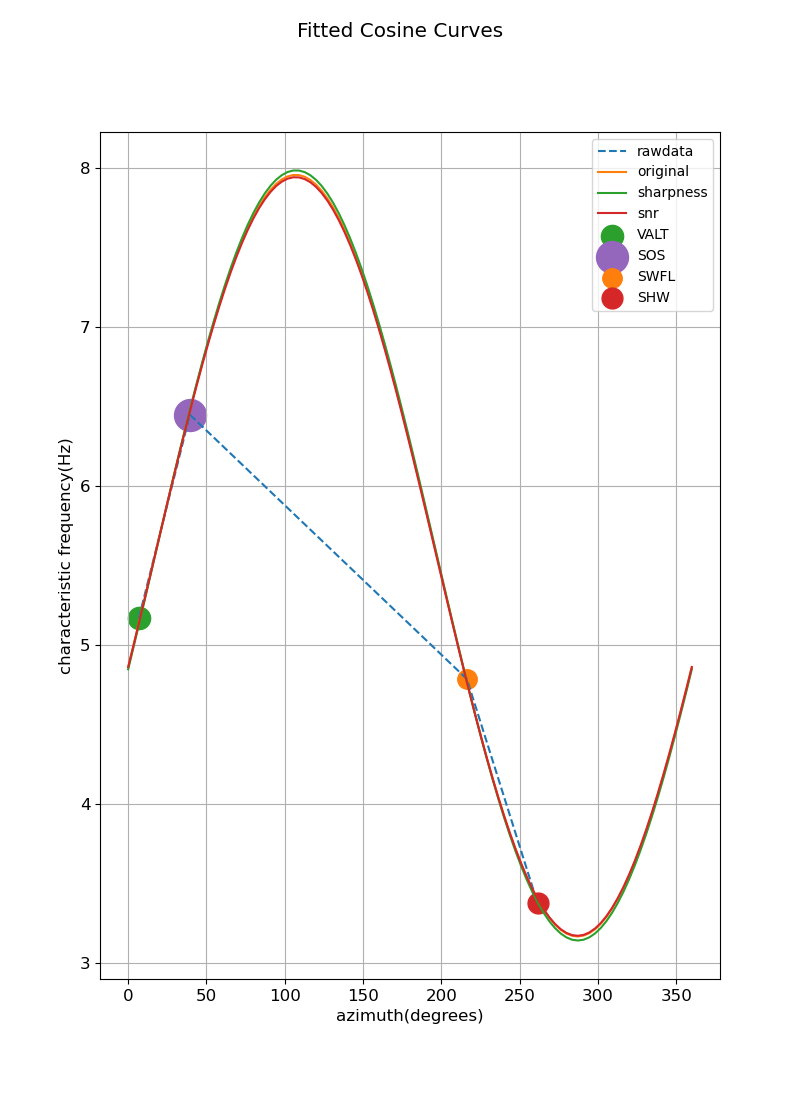 Fitted Cosine Curves
rawdata
original
sharpness
snr
VALT
SOS
SWFL
SHW
8
7
6
5
4
3
characteristic frequency(Hz)
0 50 100 150 200 250 300 350
azimuth(degrees)